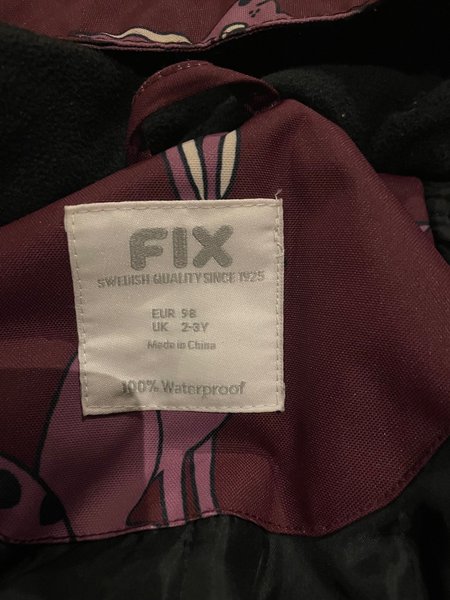 FIX
SWEDISH QUALITY SINCE 1925
EUR 98
UK 2-3Y
Made in China
100% Waterproof